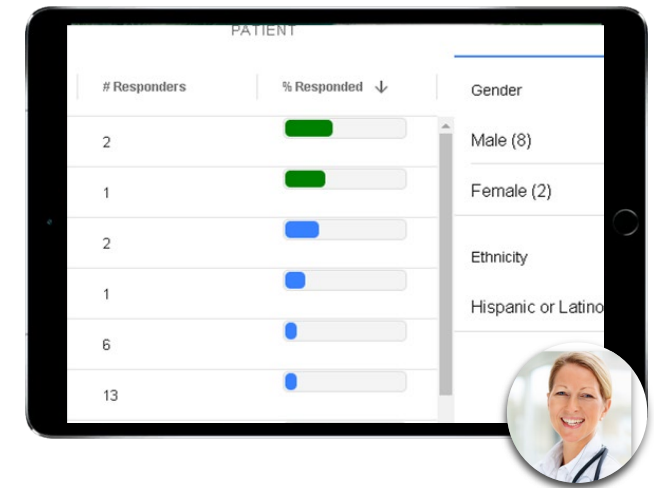 PATIENT
# Responders
% Responded
2
1
2
1
6
13
Gender
Male (8)
Female (2)
Ethnicity
Hispanic or Latino